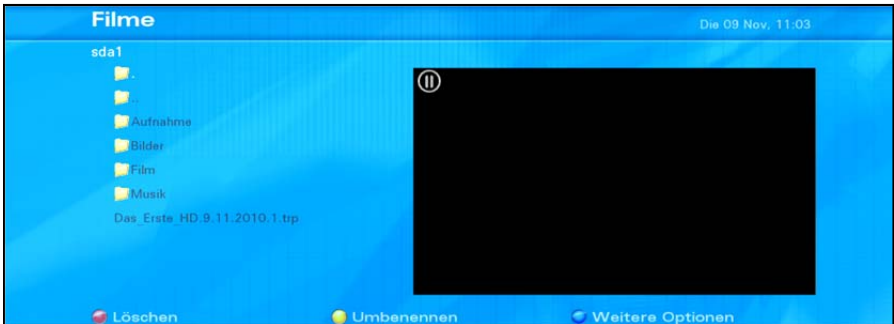 Filme
Die 09 Nov, 11:03
sda1
.
..
Aufnahme
Bilder
Film
Musik
Das_Erste_HD.9.11.2010.1.trp
Löschen
Umbenennen
Weitere Optionen